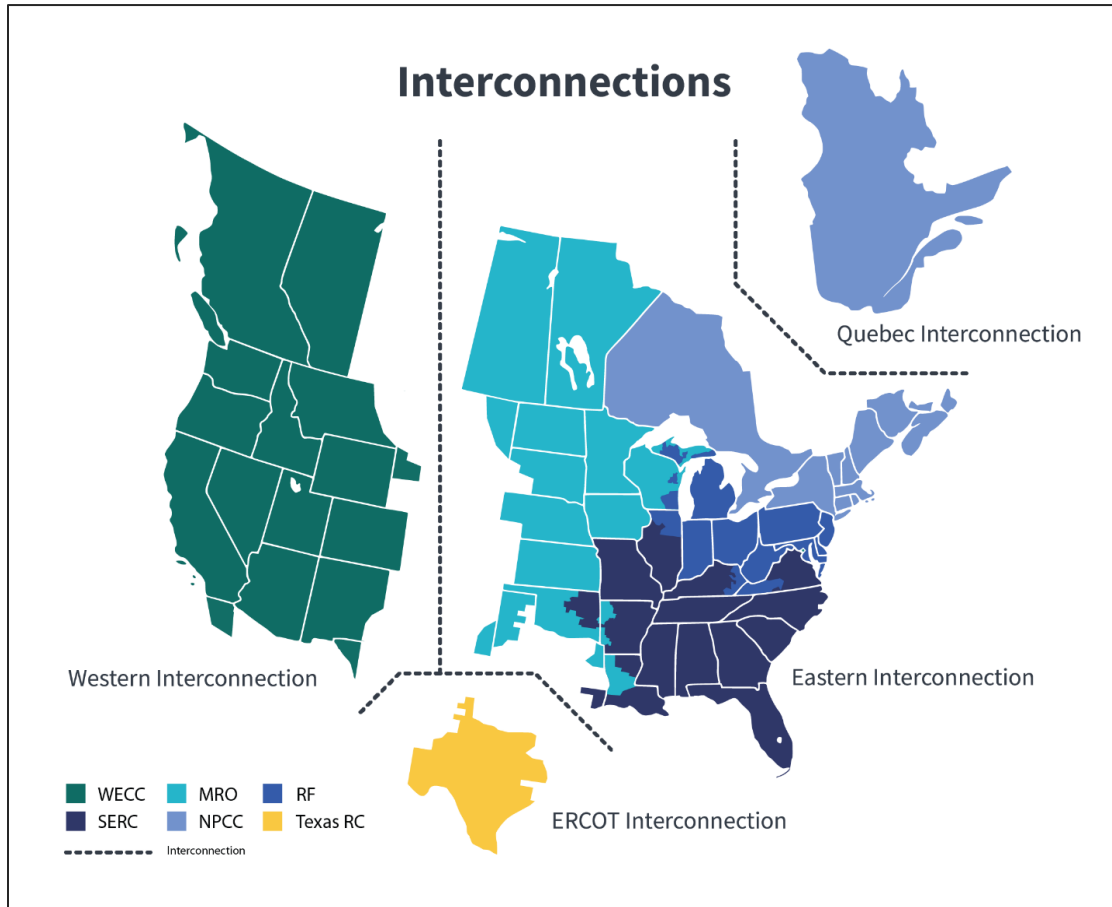 Interconnections
Quebec Interconnection
Western Interconnection
Eastern Interconnection
ERCOT Interconnection
WECC MRO RF
SERC NPCC Texas RC
Interconnection